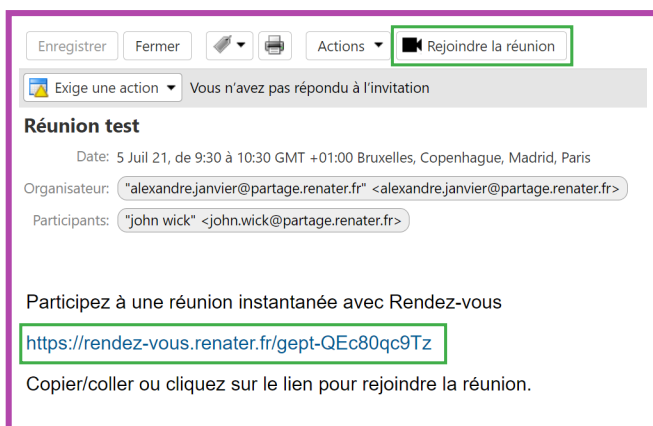 Enregistrer Fermer Actions Rejoindre la réunion
Exige une action Vous n'avez pas répondu à l'invitation
Réunion test
Date: 5 Juil 21, de 9:30 à 10:30 GMT +01:00 Bruxelles, Copenhague, Madrid, Paris
Organisateur: "alexandre.janvier@partage.renater.fr" <alexandre.janvier@partage.renater.fr>
Participants: "john wick" <john.wick@partage.renater.fr>
Participez à une réunion instantanée avec Rendez-vous
https://rendez-vous.renater.fr/gept-QEc80qc9Tz
Copier/coller ou cliquez sur le lien pour rejoindre la réunion.